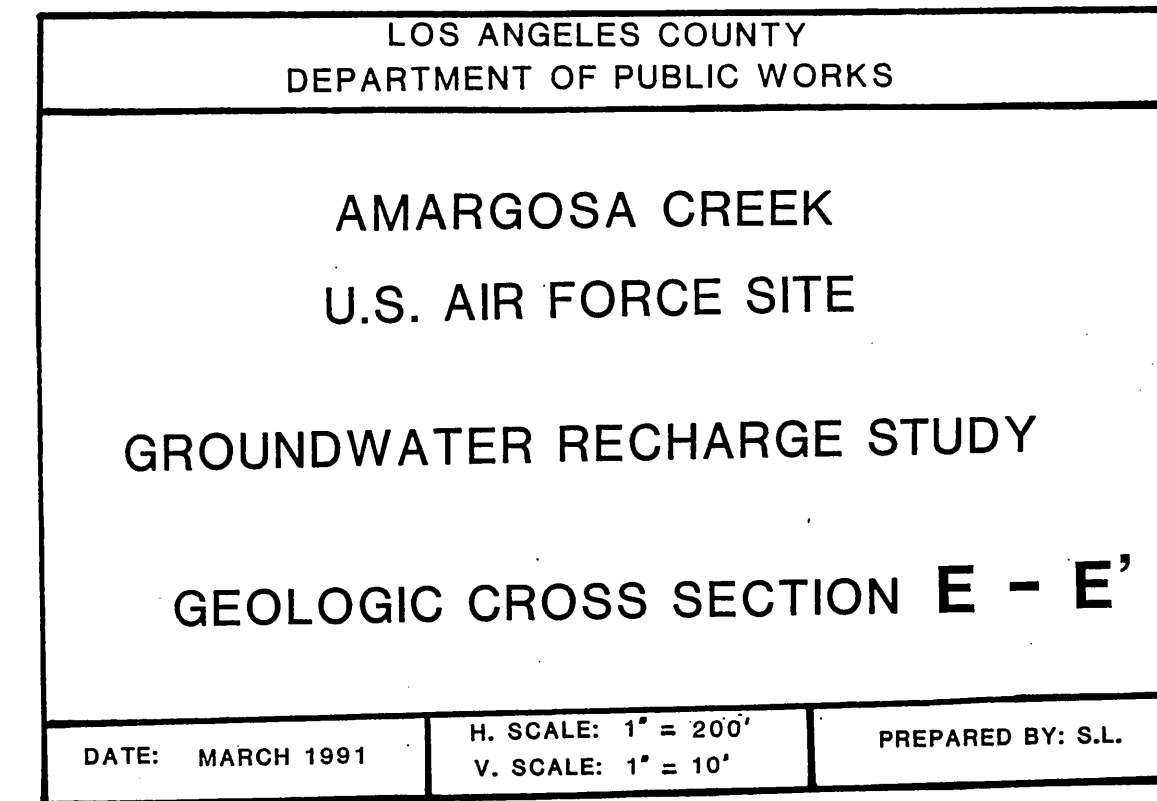 LOS ANGELES COUNTY
DEPARTMENT OF PUBLIC WORKS
AMARGOSA CREEK
U.S. AIR FORCE SITE
GROUNDWATER RECHARGE STUDY
GEOLOGIC CROSS SECTION E - E'
DATE: MARCH 1991
H. SCALE: 1" = 200'
V. SCALE: 1" = 10'
PREPARED BY: S.L.